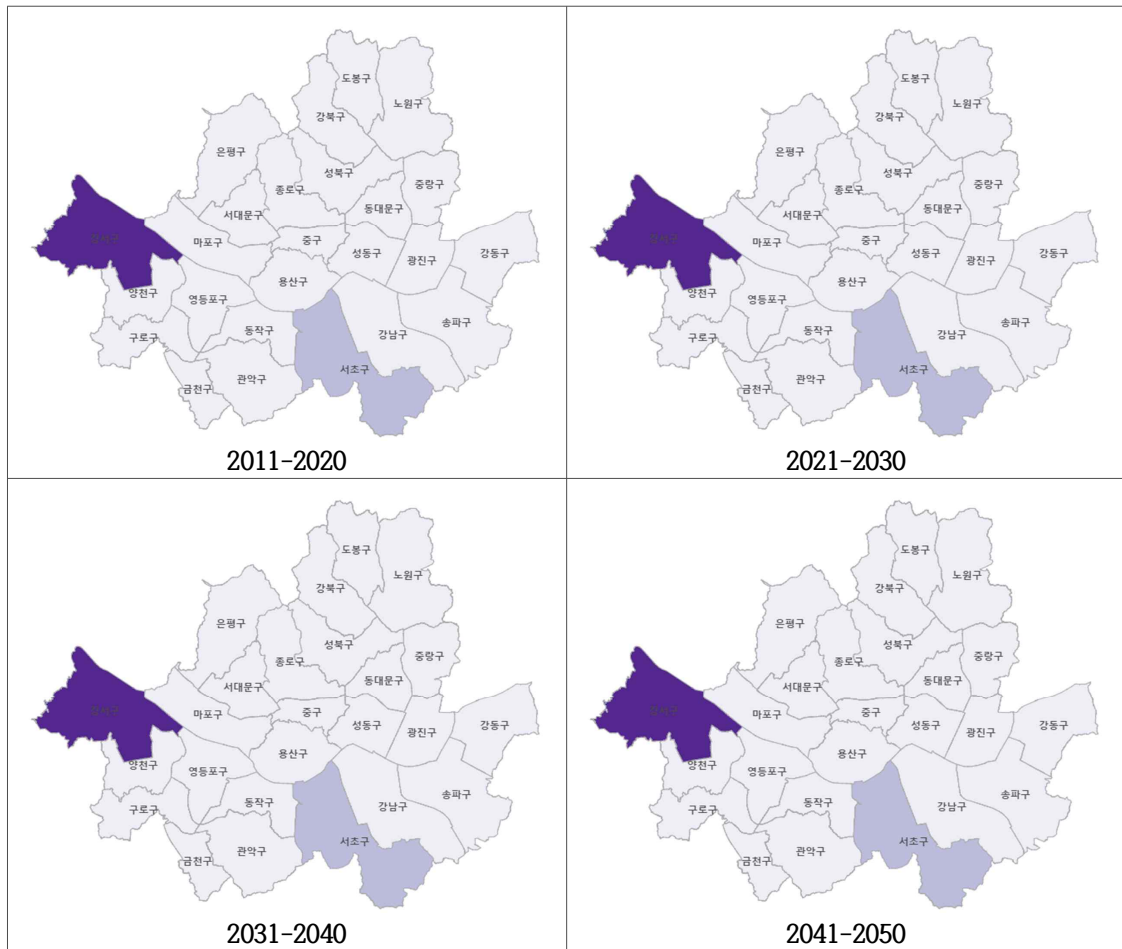 도봉구
노원구
강북구
은평구
성북구
중랑구
종로구
서대문구
동대문구
마포구
중구
성동구
광진구
강동구
용산구
양천구
영등포구
송파구
동작구
강남구
구로구
서초구
관악구
금천구
2011-2020
도봉구
노원구
강북구
은평구
성북구
중랑구
종로구
서대문구
동대문구
마포구
중구
성동구
광진구
강동구
용산구
양천구
영등포구
송파구
동작구
강남구
구로구
서초구
관악구
금천구
2021-2030
도봉구
노원구
강북구
은평구
성북구
중랑구
종로구
서대문구
동대문구
마포구
중구
성동구
광진구
강동구
용산구
양천구
영등포구
송파구
동작구
강남구
구로구
서초구
관악구
금천구
2031-2040
도봉구
노원구
강북구
은평구
성북구
중랑구
종로구
서대문구
동대문구
마포구
중구
성동구
광진구
강동구
용산구
양천구
영등포구
송파구
동작구
강남구
구로구
서초구
관악구
금천구
2041-2050